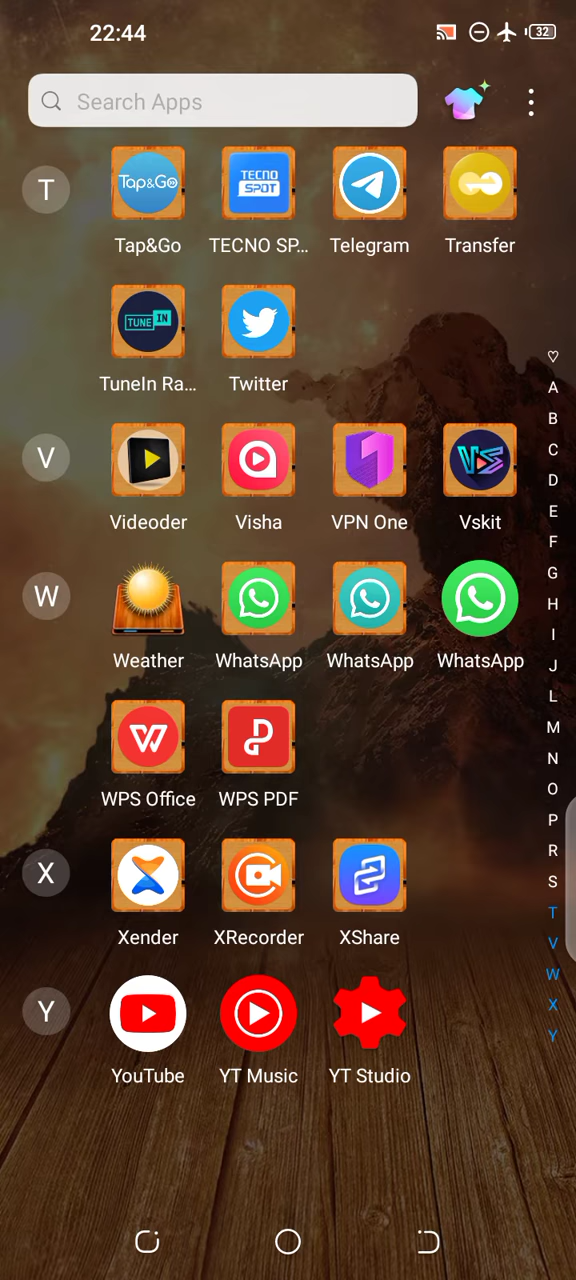 22:44
32
Search Apps
T
Tap&Go
TECNO SPOT
Tap&Go
TECNO SP...
Telegram
Transfer
TUNE IN
TuneIn Ra...
Twitter
V
VS
Videoder
Visha
VPN One
Vskit
W
Weather
WhatsApp
WhatsApp
WhatsApp
W
P
WPS Office
WPS PDF
X
Xender
XRecorder
XShare
Y
YouTube
YT Music
YT Studio
A
B
C
D
E
F
G
H
I
J
L
M
N
O
P
R
S
T
V
W
X
Y